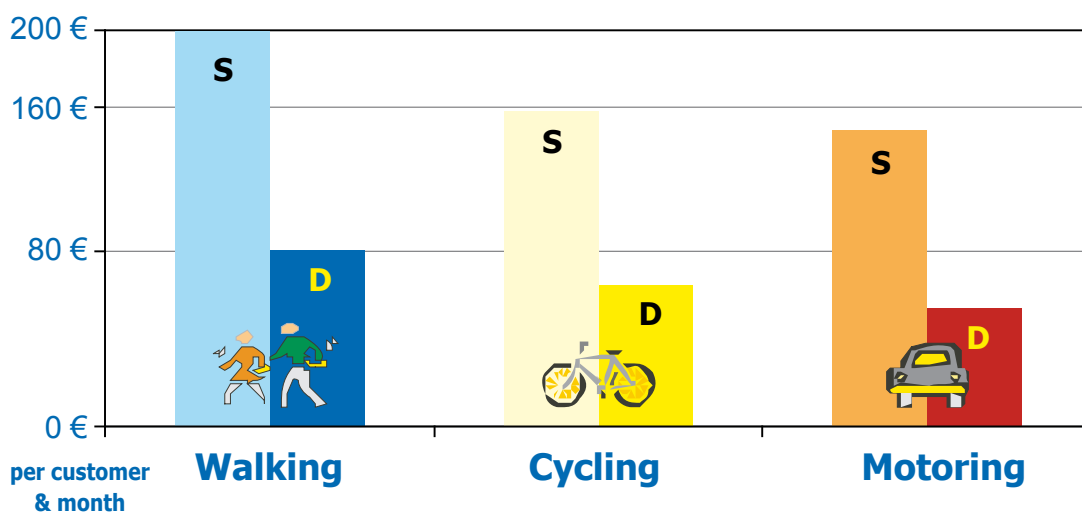 200 €
S
160 €
S
S
80 €
D
D
D
0 €
per customer
& month
Walking
Cycling
Motoring